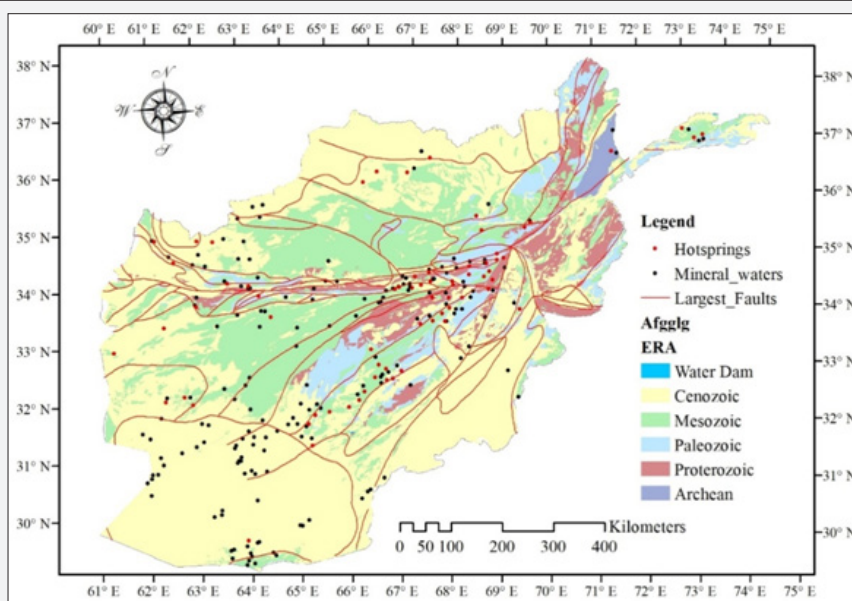 60° E 61° E 62° E 63° E 64° E 65° E 66° E 67° E 68° E 69° E 70° E 71° E 72° E 73° E 74° E 75° E
38° N
37° N
36° N
35° N
34° N
33° N
32° N
31° N
30° N
N
W E
S
38° N
37° N
36° N
35° N
34° N
33° N
32° N
31° N
30° N
Legend
Hotsprings
Mineral_waters
Largest_Faults
Afgglg
ERA
Water Dam
Cenozoic
Mesozoic
Paleozoic
Proterozoic
Archean
Kilometers
0 50 100 200 300 400
61° E 62° E 63° E 64° E 65° E 66° E 67° E 68° E 69° E 70° E 71° E 72° E 73° E 74° E 75° E